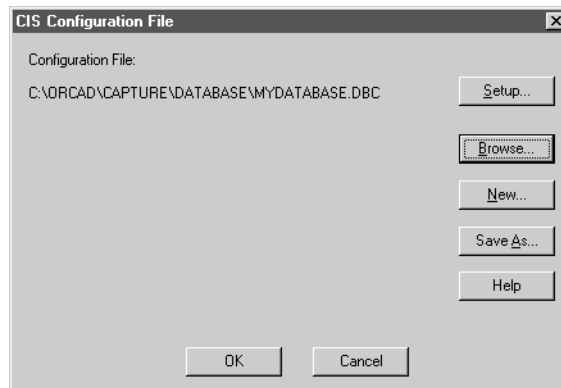 CIS Configuration File
Configuration File:
C:\ORCAD\CAPTURE\DATABASE\MYDATABASE.DBC
Setup...
Browse...
New...
Save As...
Help
OK
Cancel